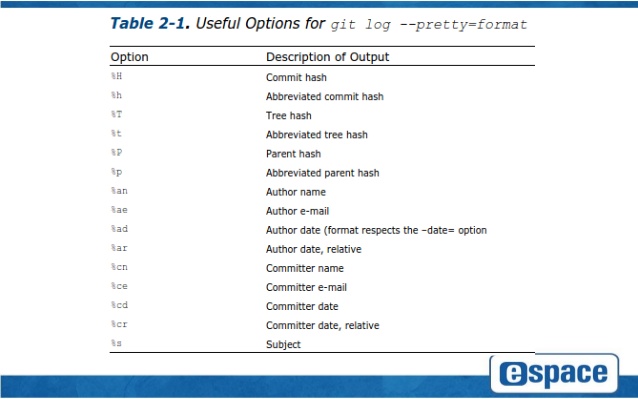 Table 2-1. Useful Options for git log --pretty=format
Option Description of Output
%H Commit hash
%h Abbreviated commit hash
%T Tree hash
%t Abbreviated tree hash
%P Parent hash
%p Abbreviated parent hash
%an Author name
%ae Author e-mail
%ad Author date (format respects the –date= option
%ar Author date, relative
%cn Committer name
%ce Committer e-mail
%cd Committer date
%cr Committer date, relative
%s Subject
espace